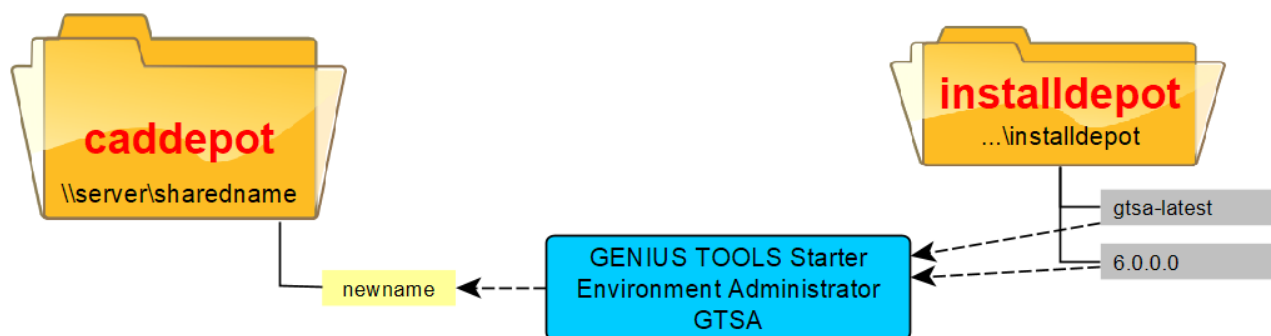 caddepot
\\server\sharedname
installdepot
...\installdepot
gtsa-latest
6.0.0.0
GENIUS TOOLS Starter
Environment Administrator
GTSA
newname